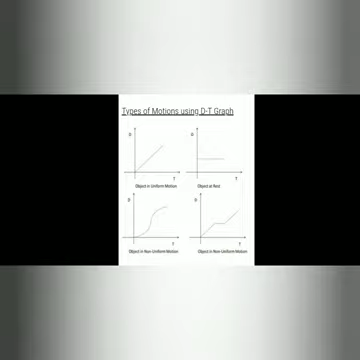 Types of Motions using D-T Graph
D
D
T
T
Object in Uniform Motion
Object at Rest
D
D
T
T
Object in Non-Uniform Motion
Object in Non-Uniform Motion